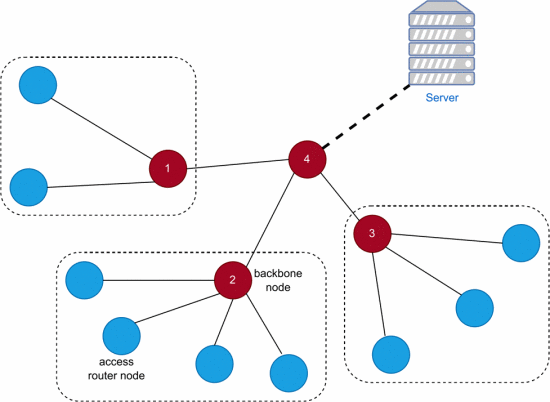 Server
1
4
3
2
backbone
node
access
router node